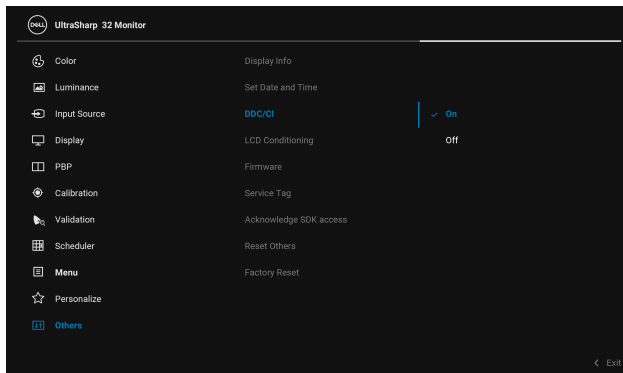 DELL UltraSharp 32 Monitor
Color
Luminance
Input Source
Display
PBP
Calibration
Validation
Scheduler
Menu
Personalize
Others
Display Info
Set Date and Time
DDC/CI
LCD Conditioning
Firmware
Service Tag
Acknowledge SDK access
Reset Others
Factory Reset
On
Off
Exit